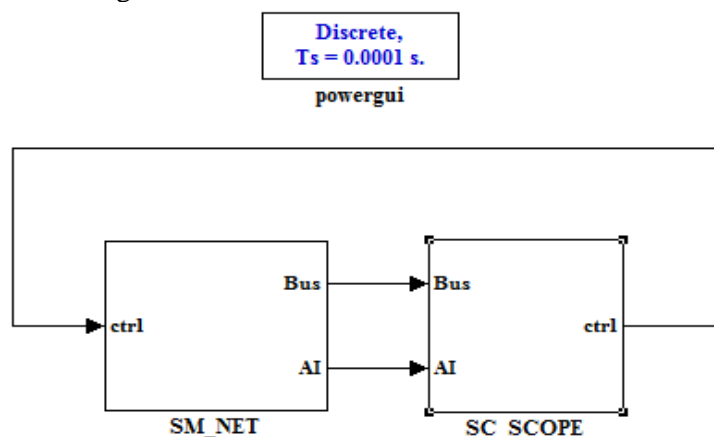 Discrete,
Ts = 0.0001 s.
powergui
Bus
Bus
ctrl
ctrl
AI
AI
SM_NET
SC_SCOPE